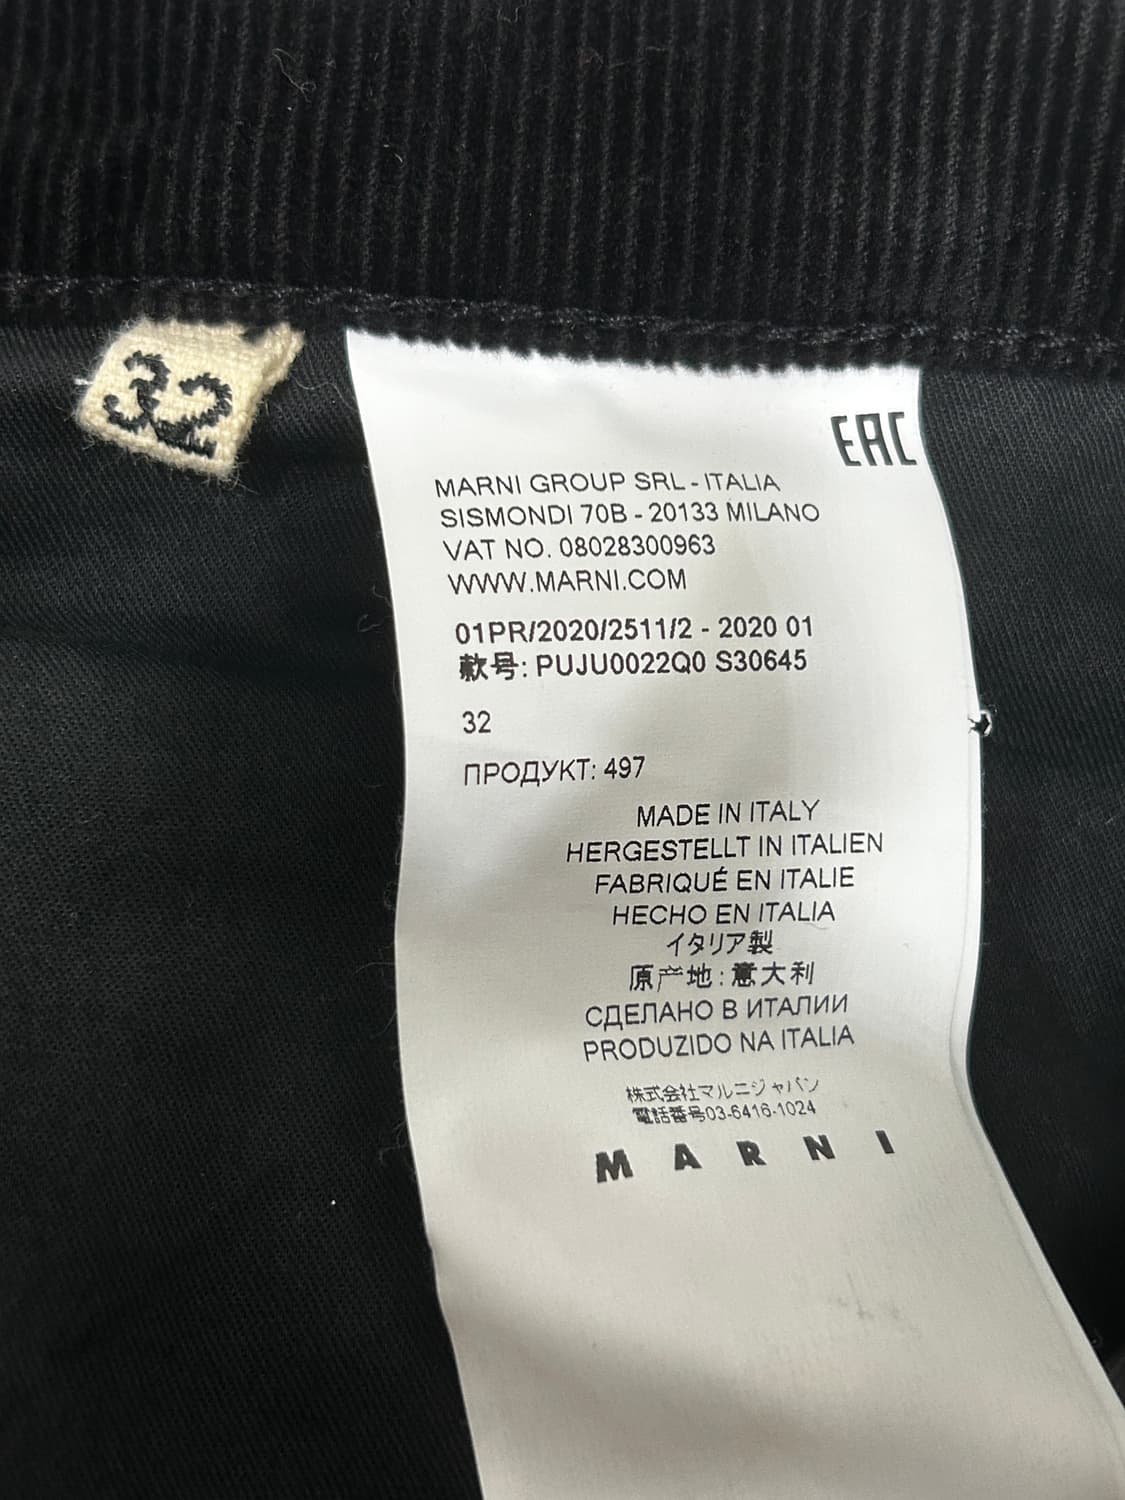 32
EAC
MARNI GROUP SRL - ITALIA
SISMONDI 70B - 20133 MILANO
VAT NO. 08028300963
WWW.MARNI.COM
01PR/2020/2511/2 - 2020 01
款号: PUJU0022Q0 S30645
32
ПРОДУКТ: 497
MADE IN ITALY
HERGESTELLT IN ITALIEN
FABRIQUÉ EN ITALIE
HECHO EN ITALIA
イタリア製
原产地: 意大利
СДЕЛАНО В ИТАЛИИ
PRODUZIDO NA ITALIA
株式会社マルニジャパン
電話番号03-6416-1024
MARNI